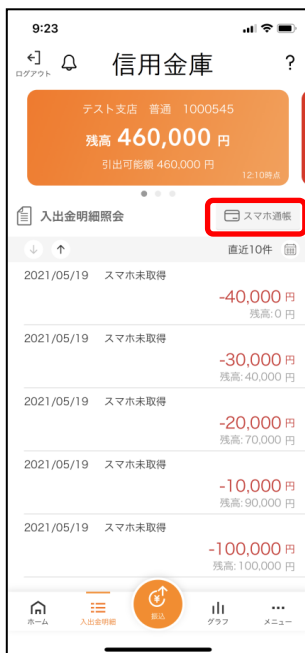 9:23
ログアウト 信用金庫 ?
テスト支店 普通 1000545
残高 460,000 円
引出可能額 460,000 円
12:10時点
入出金明細照会 スマホ通帳
↓ ↑ 直近10件
2021/05/19 スマホ未取得
-40,000 円
残高:0 円
2021/05/19 スマホ未取得
-30,000 円
残高:40,000 円
2021/05/19 スマホ未取得
-20,000 円
残高:70,000 円
2021/05/19 スマホ未取得
-10,000 円
残高:90,000 円
2021/05/19 スマホ未取得
-100,000 円
残高:100,000 円
ホーム 入出金明細 振込 グラフ メニュー